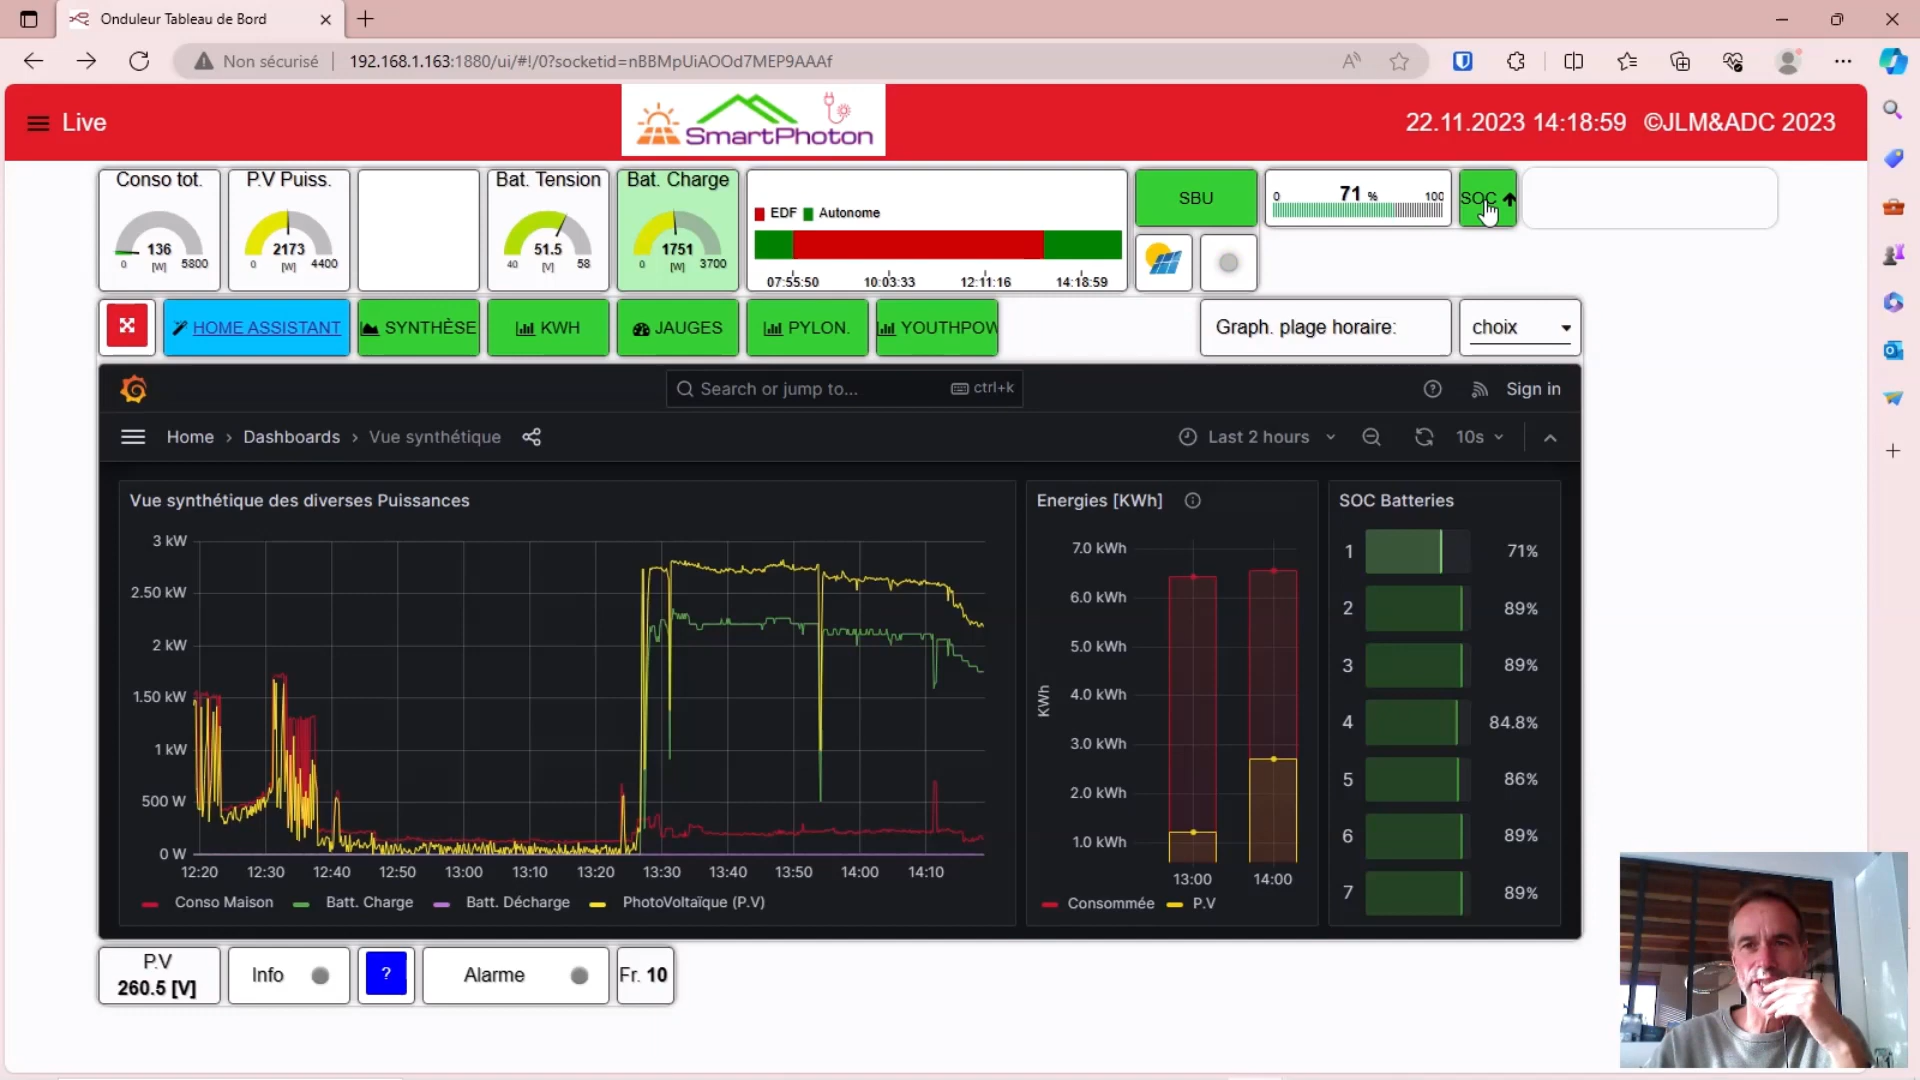 Onduleur Tableau de Bord
Non sécurisé
192.168.1.163:1880/ui/#!/0?socketid=nBBMpUiAOOd7MEP9AAAf
Live
SmartPhoton
22.11.2023 14:18:59 ©JLM&ADC 2023
Conso tot.
136
0 [W] 5800
P.V Puiss.
2173
0 [W] 4400
Bat. Tension
51.5
40 [V] 58
Bat. Charge
1751
0 [W] 3700
EDF Autonome
07:55:50 10:03:33 12:11:16 14:18:59
SBU
0 71 % 100
SOC
HOME ASSISTANT
SYNTHÈSE
KWH
JAUGES
PYLON.
YOUTHPOW
Graph. plage horaire:
choix
Search or jump to... ctrl+k
Sign in
Home › Dashboards › Vue synthétique
Last 2 hours
10s
Vue synthétique des diverses Puissances
3 kW
2.50 kW
2 kW
1.50 kW
1 kW
500 W
0 W
12:20 12:30 12:40 12:50 13:00 13:10 13:20 13:30 13:40 13:50 14:00 14:10
Conso Maison Batt. Charge Batt. Décharge PhotoVoltaïque (P.V)
Energies [KWh]
KWh
7.0 kWh
6.0 kWh
5.0 kWh
4.0 kWh
3.0 kWh
2.0 kWh
1.0 kWh
13:00 14:00
Consommée P.V
SOC Batteries
1 71%
2 89%
3 89%
4 84.8%
5 86%
6 89%
7 89%
P.V
260.5 [V]
Info
?
Alarme
Fr. 10